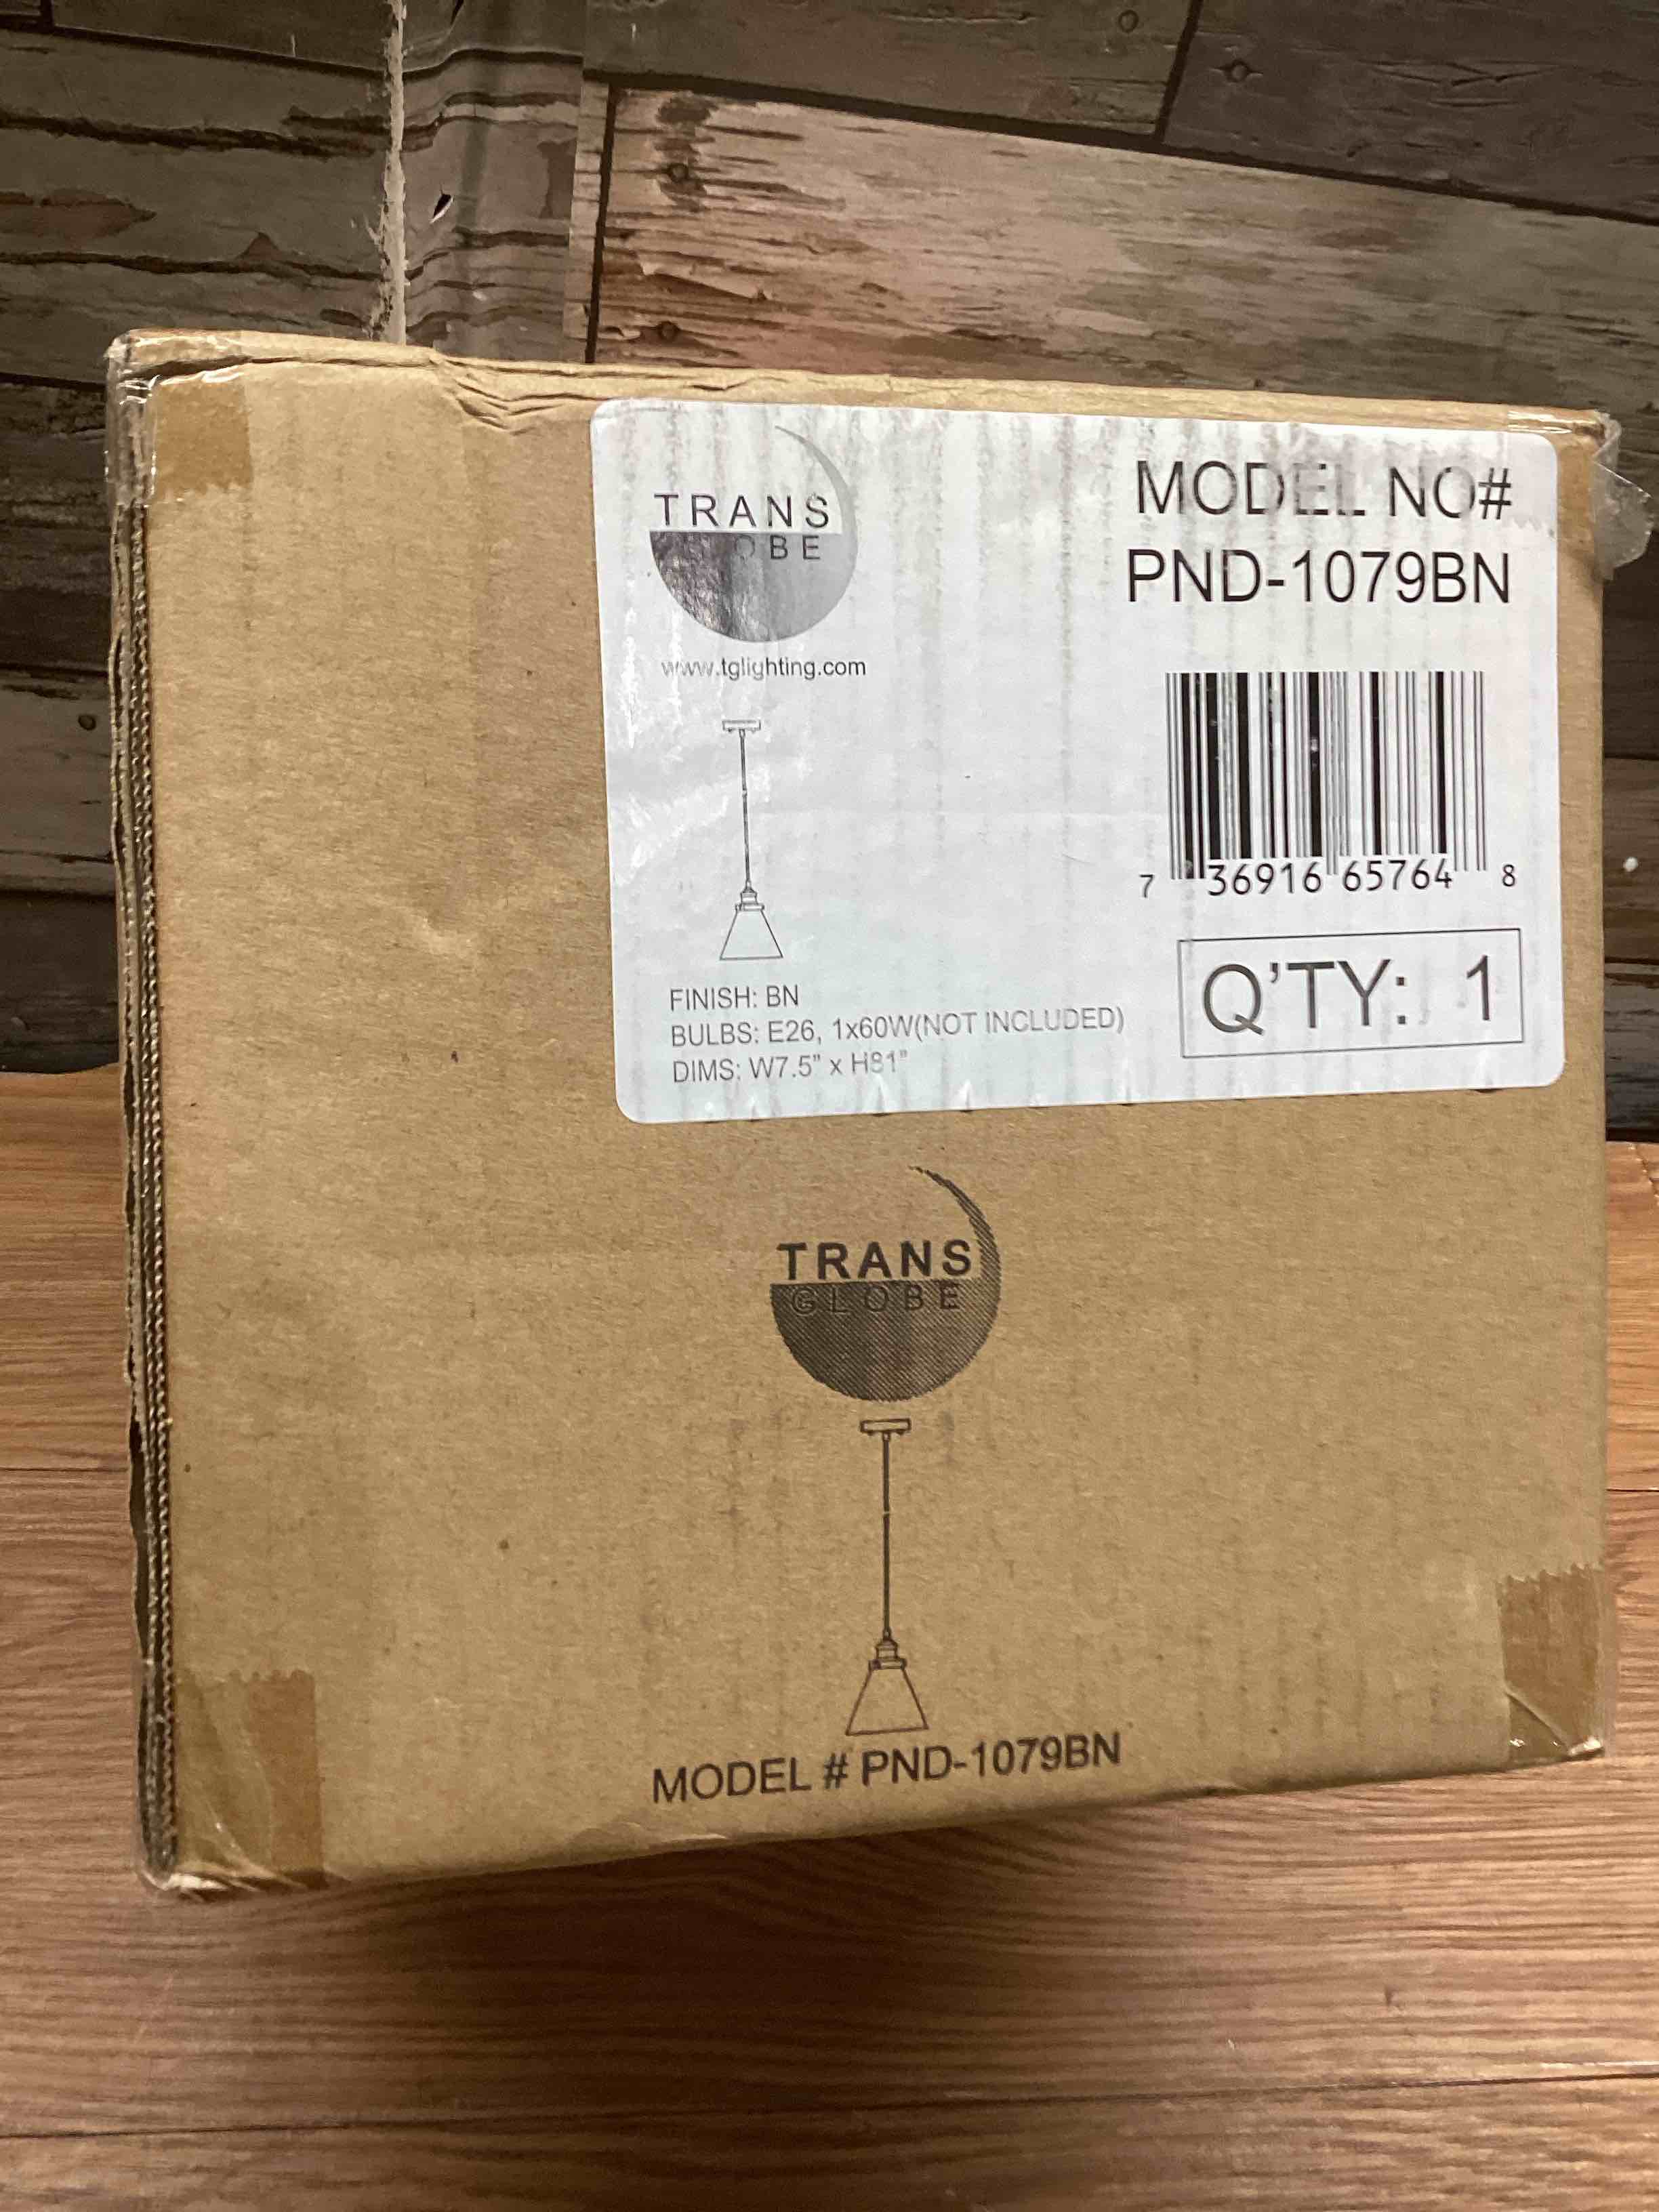 TRANS
OBE
www.tglighting.com
MODEL NO#
PND-1079BN
7 36916 65764 8
FINISH: BN
BULBS: E26, 1x60W(NOT INCLUDED)
DIMS: W7.5" x H81"
Q'TY: 1
TRANS
GLOBE
MODEL # PND-1079BN